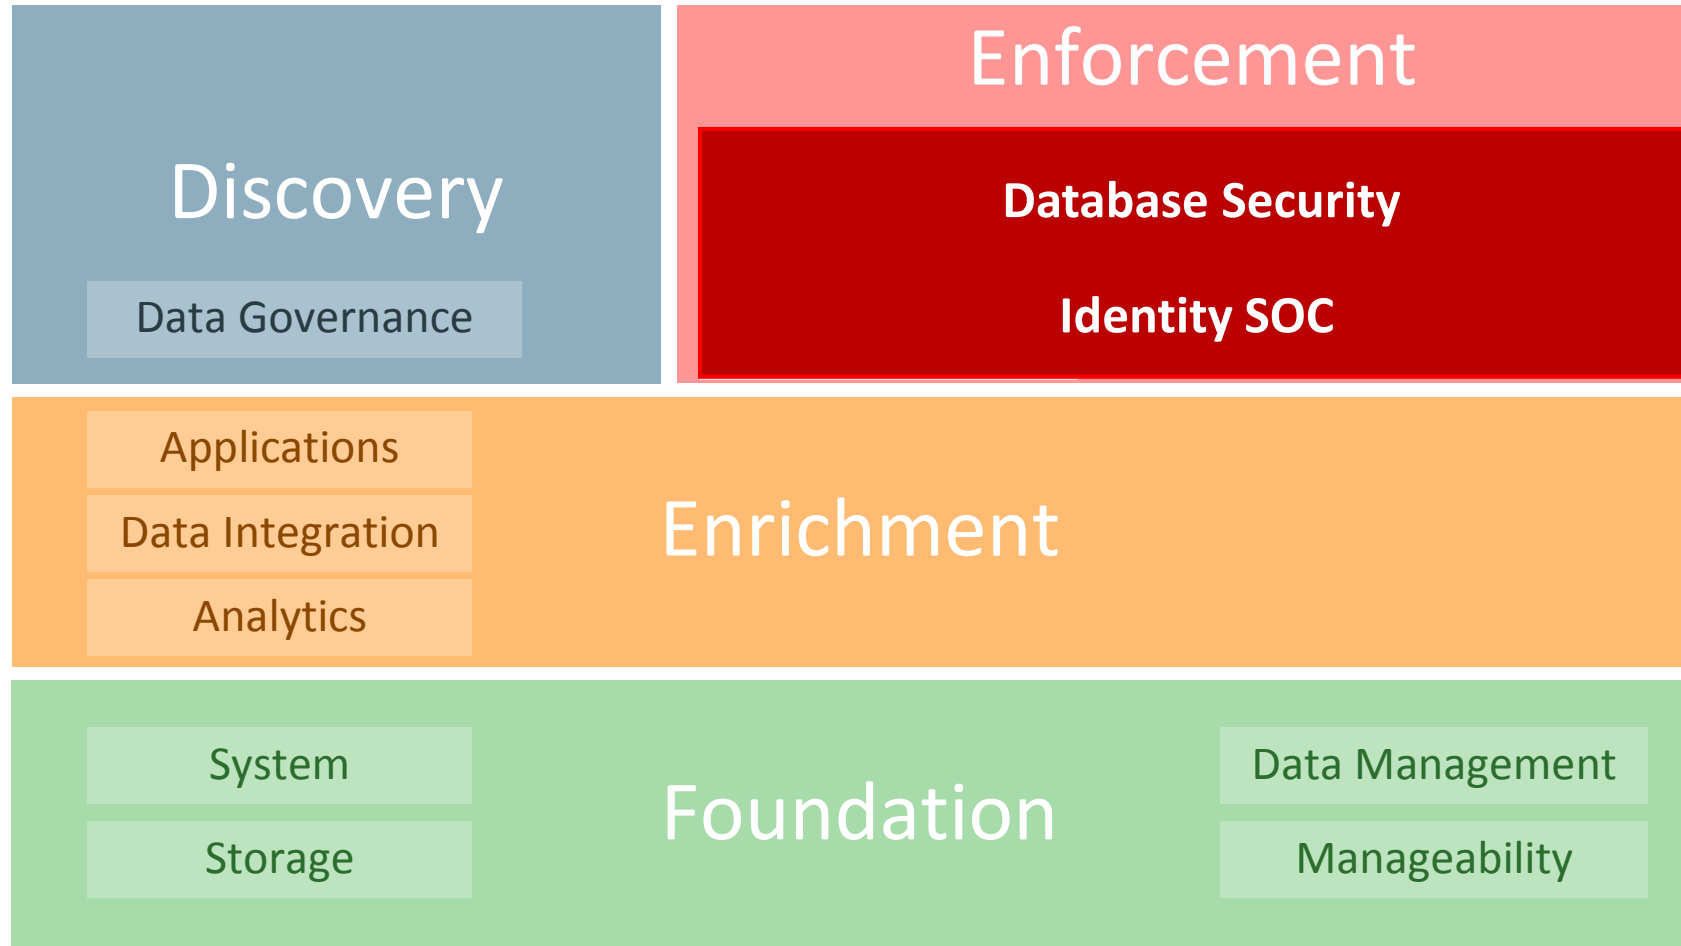 Discovery
Data Governance
Enforcement
Database Security
Identity SOC
Applications
Data Integration
Analytics
Enrichment
System
Storage
Foundation
Data Management
Manageability